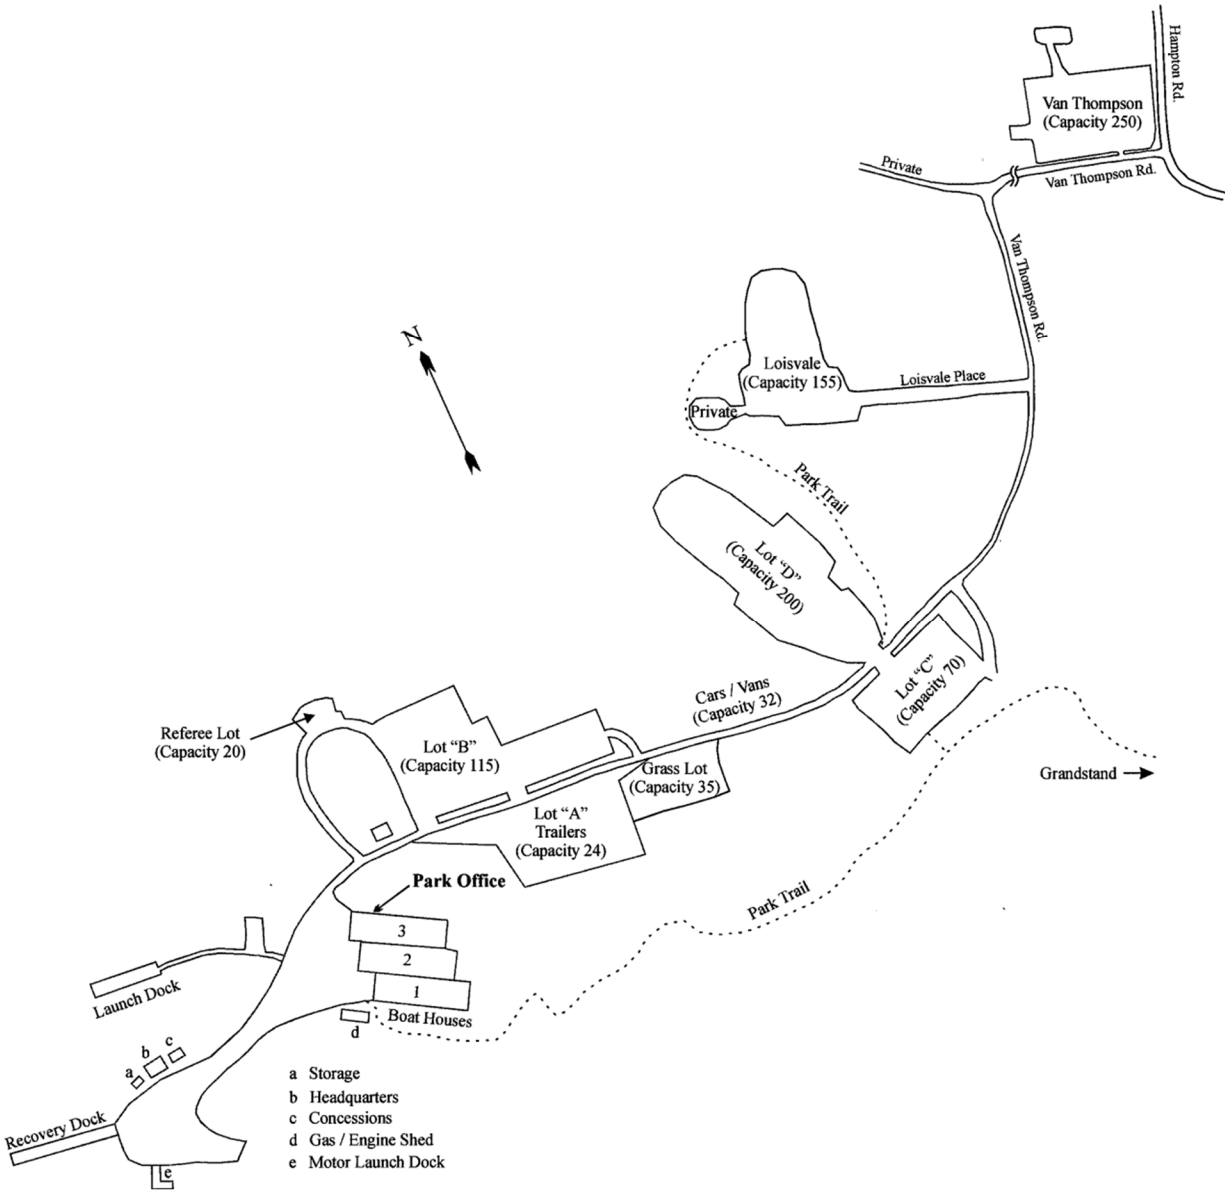 Hampton Rd.
Van Thompson
(Capacity 250)
Private
Van Thompson Rd.
Van Thompson Rd.
N
Loisvale
(Capacity 155)
Loisvale Place
Private
Park Trail
Lot “D”
(Capacity 200)
Lot “C”
(Capacity 70)
Cars / Vans
(Capacity 32)
Referee Lot
(Capacity 20)
Lot “B”
(Capacity 115)
Grass Lot
(Capacity 35)
Grandstand
Lot “A”
Trailers
(Capacity 24)
Park Office
Park Trail
3
2
1
Boat Houses
d
Launch Dock
c
b
a
Recovery Dock
e
a Storage
b Headquarters
c Concessions
d Gas / Engine Shed
e Motor Launch Dock